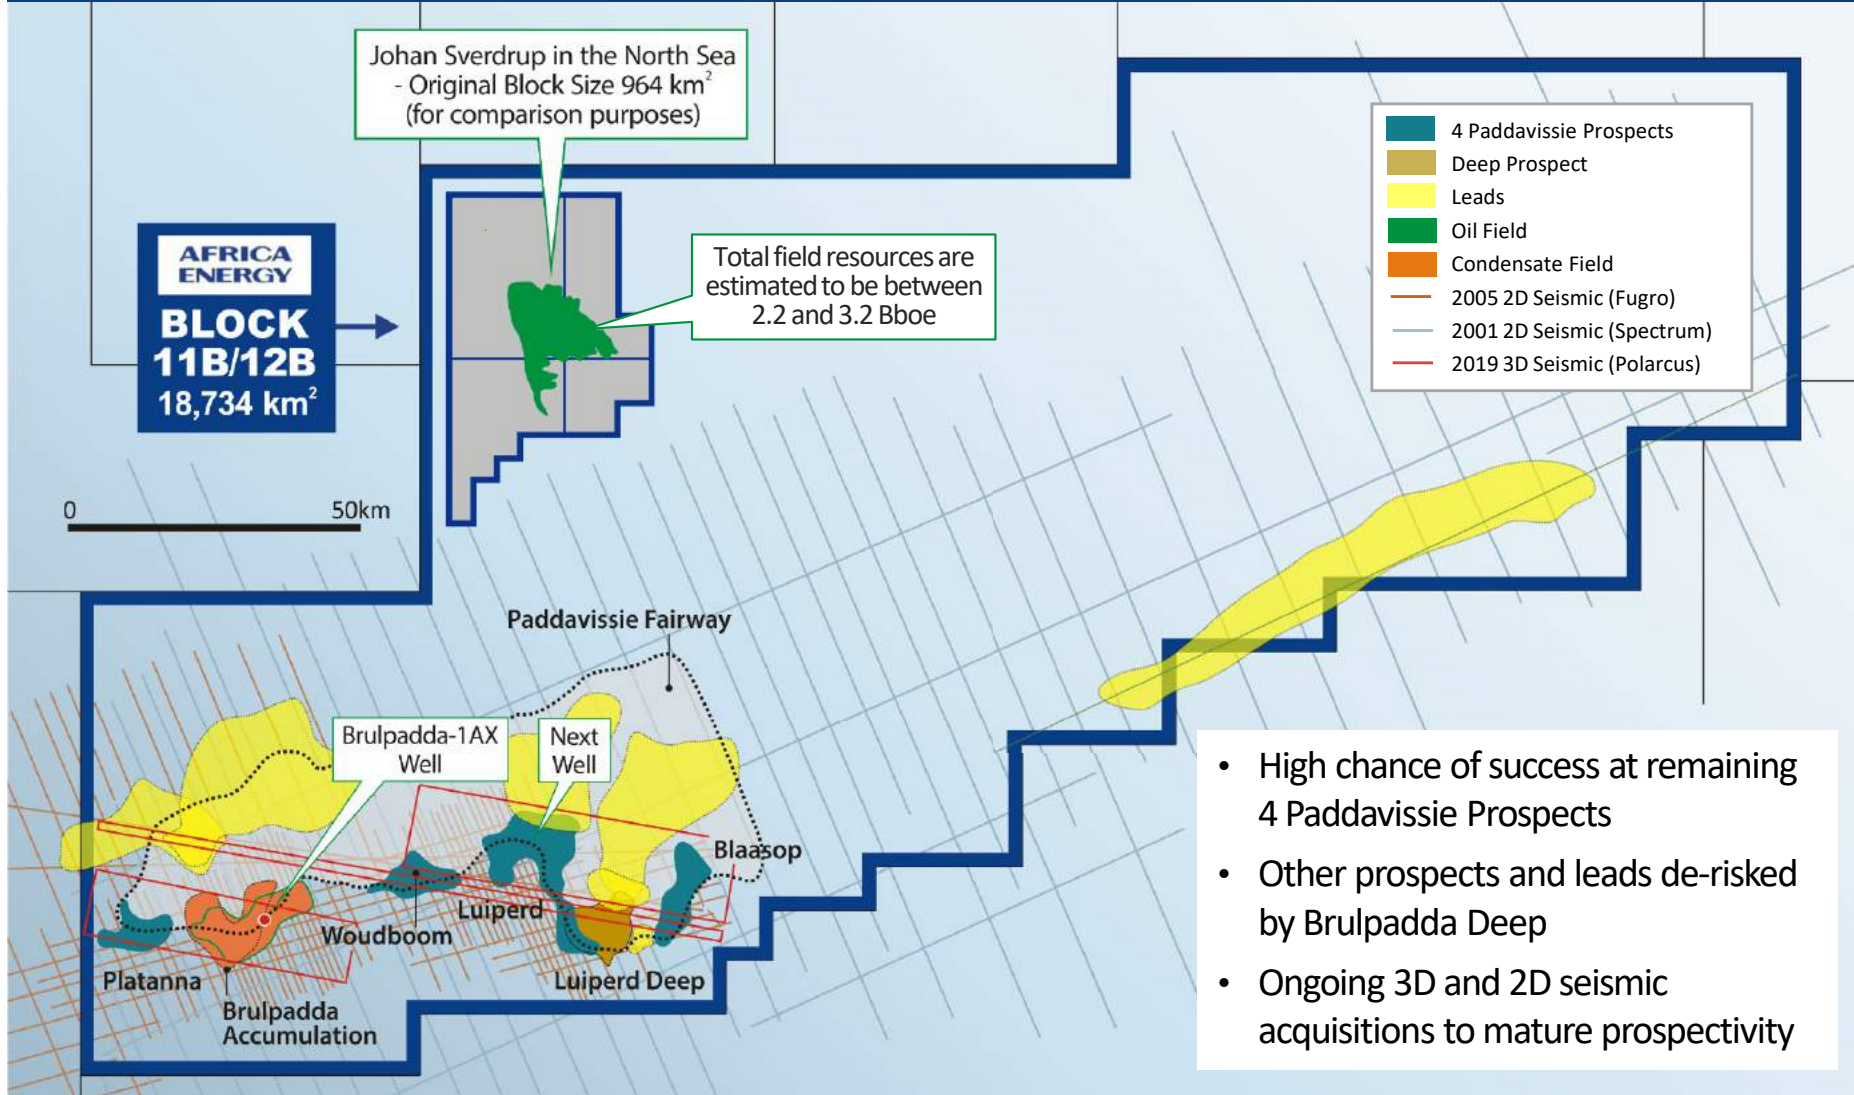 Johan Sverdrup in the North Sea
- Original Block Size 964 km²
(for comparison purposes)
4 Paddavissie Prospects
Deep Prospect
Leads
Oil Field
Condensate Field
2005 2D Seismic (Fugro)
2001 2D Seismic (Spectrum)
2019 3D Seismic (Polarcus)
AFRICA
ENERGY
BLOCK
11B/12B
18,734 km²
Total field resources are
estimated to be between
2.2 and 3.2 Bboe
0 50km
Paddavissie Fairway
Brulpadda-1AX
Well
Next
Well
Blaasop
Luiperd
Woudboom
Platanna
Luiperd Deep
Brulpadda
Accumulation
• High chance of success at remaining
4 Paddavissie Prospects
• Other prospects and leads de-risked
by Brulpadda Deep
• Ongoing 3D and 2D seismic
acquisitions to mature prospectivity